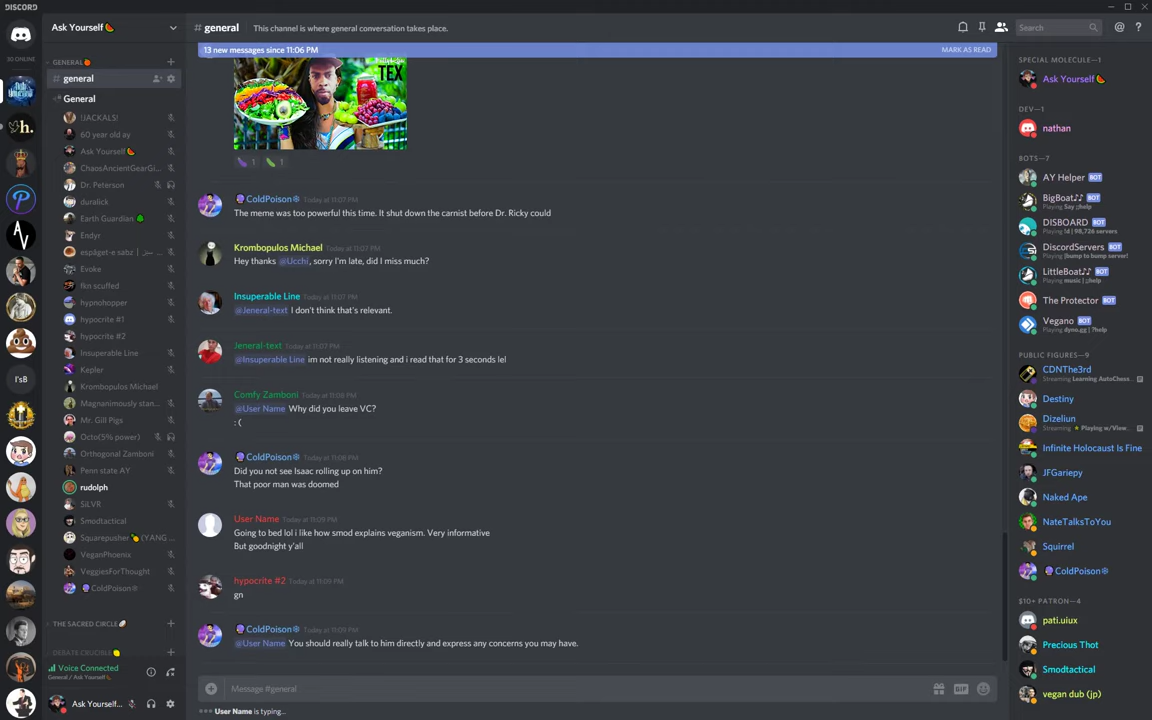 DISCORD
50 ONLINE
I'sB
Ask Yourself
GENERAL
general
General
!JACKALS!
60 year old ay
Ask Yourself
ChaosAncientGearGi...
Dr. Peterson
duralick
Earth Guardian
Endyr
espàget-e sabz |
Evoke
fkn scuffed
hypnohopper
hypocrite #1
hypocrite #2
Insuperable Line
Kepler
Krombopulos Michael
Magnanimously stan...
Mr. Gill Pigs
Octo(5% power)
Orthogonal Zamboni
Penn state AY
rudolph
SiLVR
Smodtactical
Squarepusher (YANG ...
VeganPhoenix
VeggiesForThought
ColdPoison
THE SACRED CIRCLE
DEBATE CRUCIBLE
Voice Connected
General / Ask Yourself
Ask Yourself...
# general
This channel is where general conversation takes place.
Search
13 new messages since 11:06 PM
MARK AS READ
TEX
1 1
ColdPoison Today at 11:07 PM
The meme was too powerful this time. It shut down the carnist before Dr. Ricky could
Krombopulos Michael Today at 11:07 PM
Hey thanks @Ucchi, sorry I'm late, did I miss much?
Insuperable Line Today at 11:07 PM
@Jeneral-text I don't think that's relevant.
Jeneral-text Today at 11:07 PM
@Insuperable Line im not really listening and i read that for 3 seconds lel
Comfy Zamboni Today at 11:08 PM
@User Name Why did you leave VC?
: (
ColdPoison Today at 11:08 PM
Did you not see Isaac rolling up on him?
That poor man was doomed
User Name Today at 11:09 PM
Going to bed lol i like how smod explains veganism. Very informative
But goodnight y'all
hypocrite #2 Today at 11:09 PM
gn
ColdPoison Today at 11:09 PM
@User Name You should really talk to him directly and express any concerns you may have.
Message #general
GIF
User Name is typing...
SPECIAL MOLECULE—1
Ask Yourself
DEV—1
nathan
BOTS—7
AY Helper BOT
BigBoat♪♪ BOT
Playing Say ;;help
DISBOARD BOT
Playing !d | 98,726 servers
DiscordServers BOT
Playing |bump to bump server!
LittleBoat♪♪ BOT
Playing music | ;help
The Protector BOT
Vegano BOT
Playing dyno.gg | ?help
PUBLIC FIGURES—9
CDNThe3rd
Streaming Learning AutoChess...
Destiny
Dizeliun
Streaming ★ Playing w/View...
Infinite Holocaust Is Fine
JFGariepy
Naked Ape
NateTalksToYou
Squirrel
ColdPoison
$10+ PATRON—4
pati.uiux
Precious Thot
Smodtactical
vegan dub (jp)